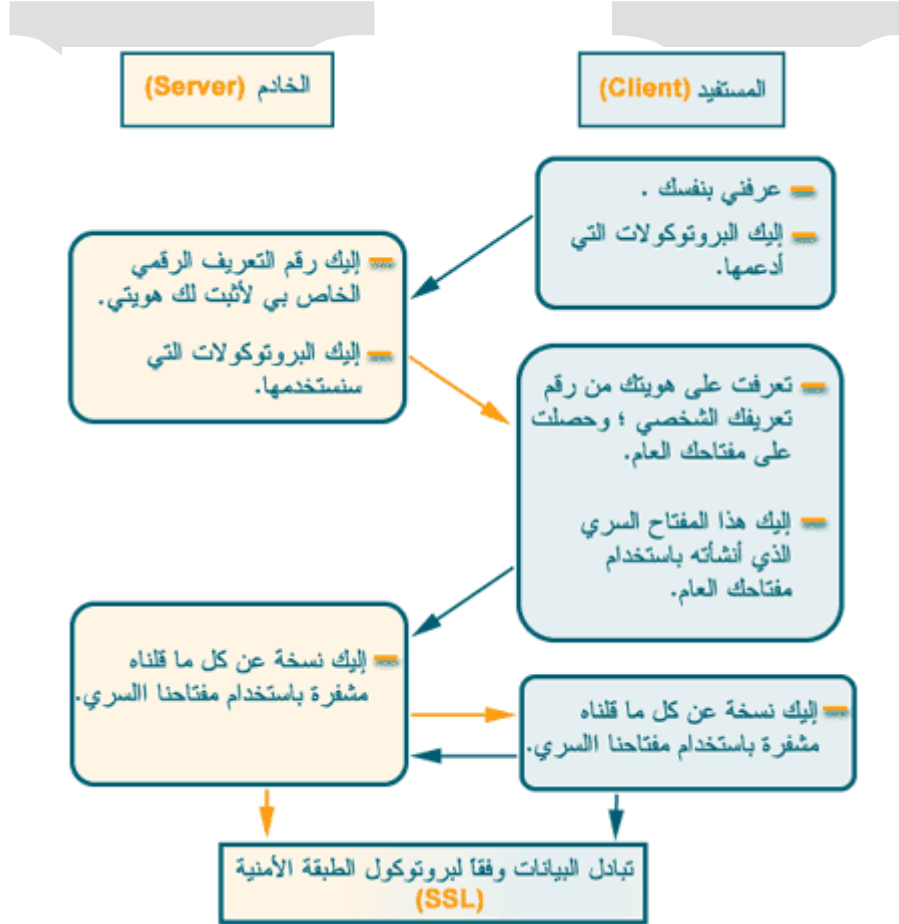 المستفيد (Client)
الخادم (Server)
عرفني بنفسك .
إليك البروتوكولات التي
أدعمها.
إليك رقم التعريف الرقمي
الخاص بي لأثبت لك هويتي.
إليك البروتوكولات التي
سنستخدمها.
تعرفت على هويتك من رقم
تعريفك الشخصي ؛ وحصلت
على مفتاحك العام.
إليك هذا المفتاح السري
الذي أنشأته باستخدام
مفتاحك العام.
إليك نسخة عن كل ما قلناه
مشفرة باستخدام مفتاحنا االسري.
إليك نسخة عن كل ما قلناه
مشفرة باستخدام مفتاحنا االسري.
تبادل البيانات وفقاً لبروتوكول الطبقة الأمنية
(SSL)